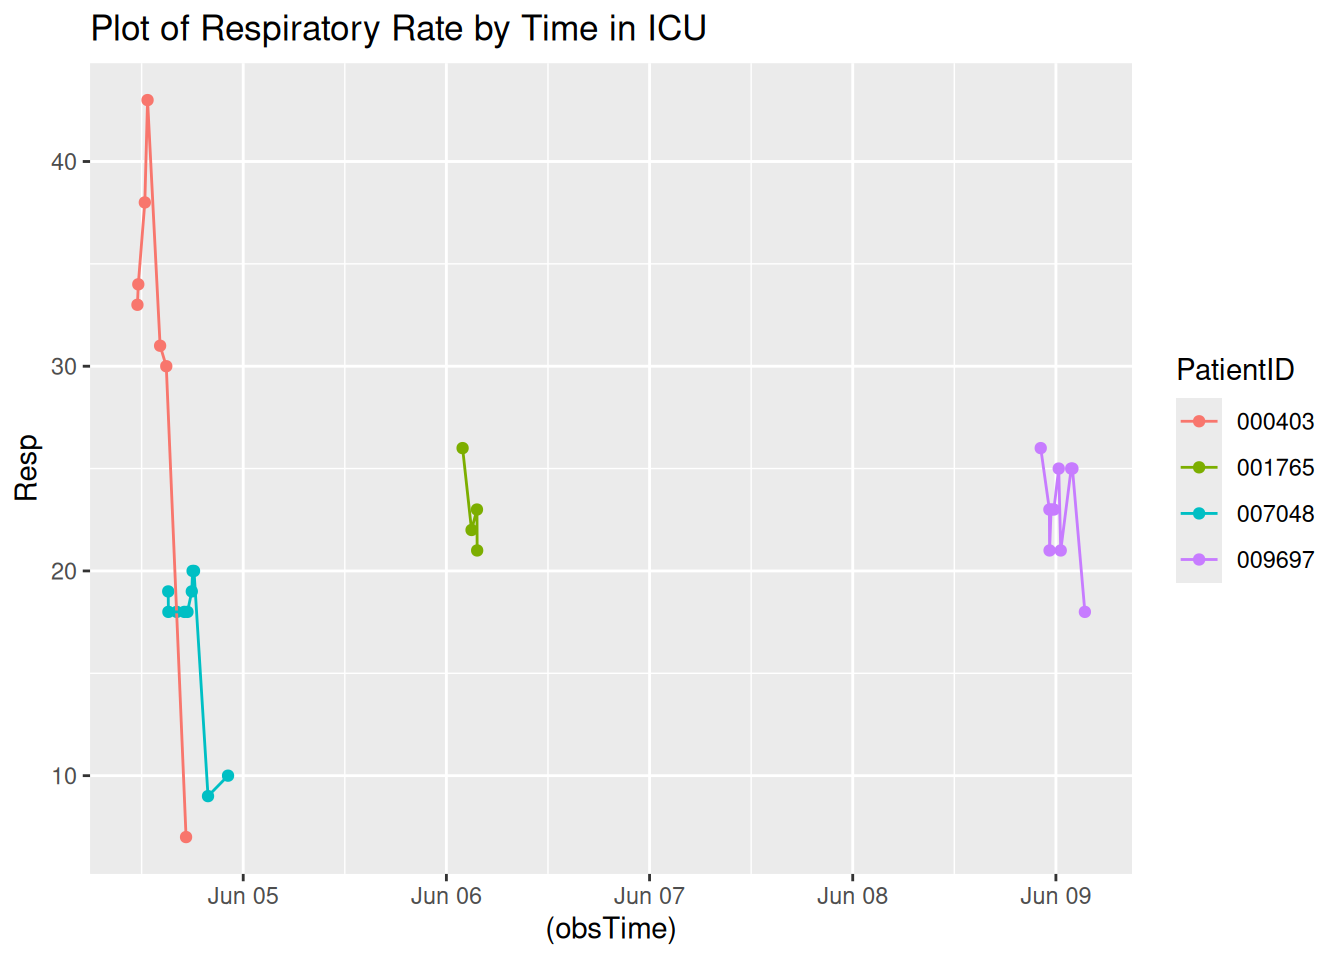 Plot of Respiratory Rate by Time in ICU
Resp
40
30
20
10
Jun 05 Jun 06 Jun 07 Jun 08 Jun 09
(obsTime)
PatientID
000403
001765
007048
009697